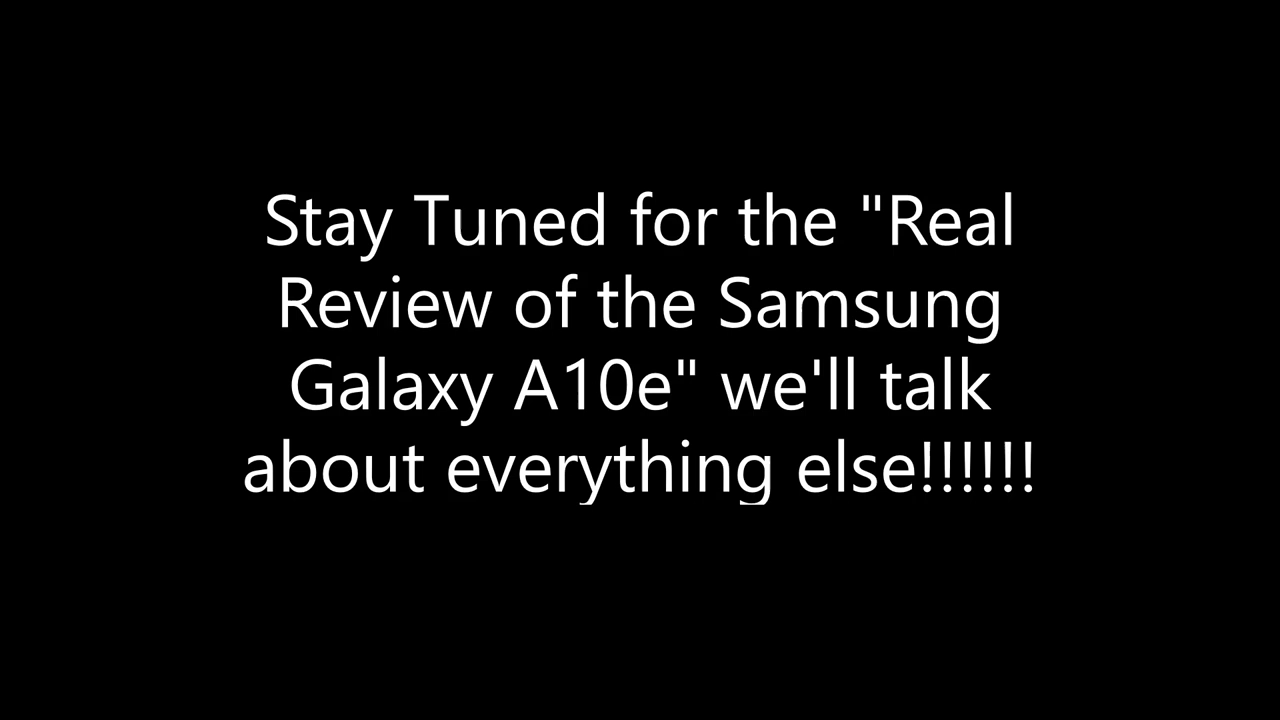 Stay Tuned for the "Real
Review of the Samsung
Galaxy A10e" we'll talk
about everything else!!!!!!